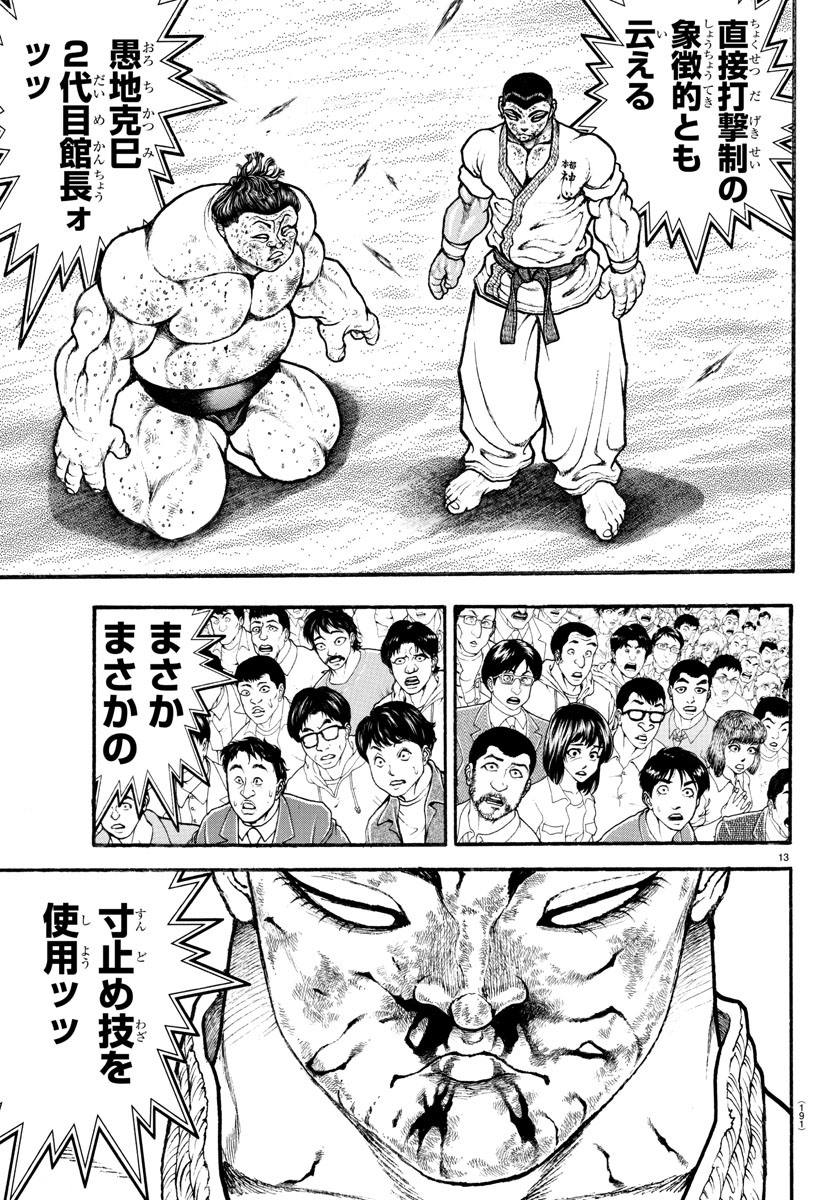 直接打撃制の
象徴的とも
云える
愚地克巳
2代目館長ォ
ッッ
まさか
まさかの
13
寸止め技を
使用ッッ
(191)